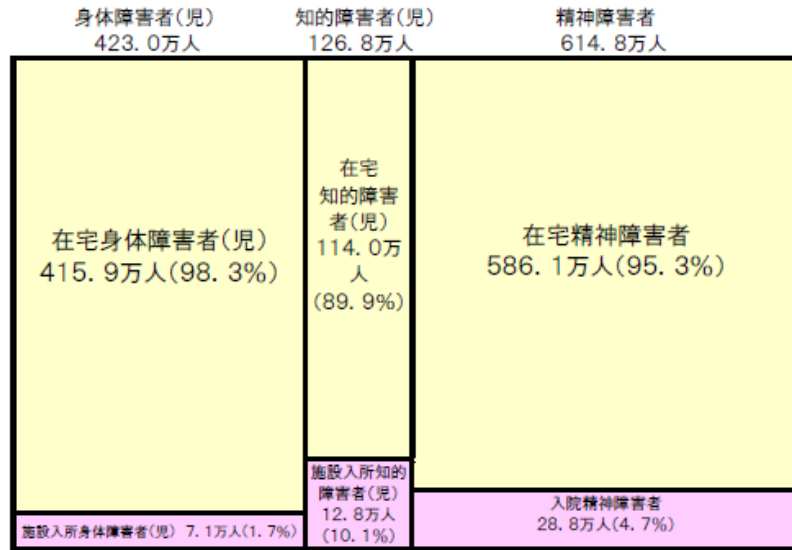 身体障害者(児)
423.0万人
知的障害者(児)
126.8万人
精神障害者
614.8万人
在宅身体障害者(児)
415.9万人(98.3%)
在宅
知的障害
者(児)
114.0万
人
(89.9%)
在宅精神障害者
586.1万人(95.3%)
施設入所身体障害者(児) 7.1万人(1.7%)
施設入所知的
障害者(児)
12.8万人
(10.1%)
入院精神障害者
28.8万人(4.7%)